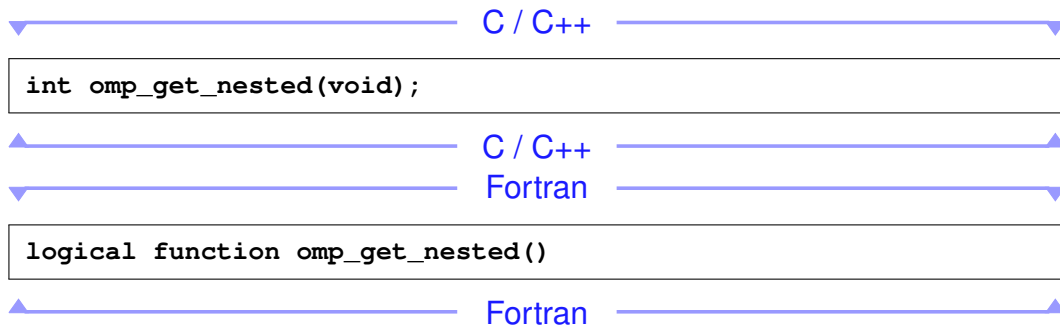 C / C++
int omp_get_nested(void);
C / C++
Fortran
logical function omp_get_nested()
Fortran